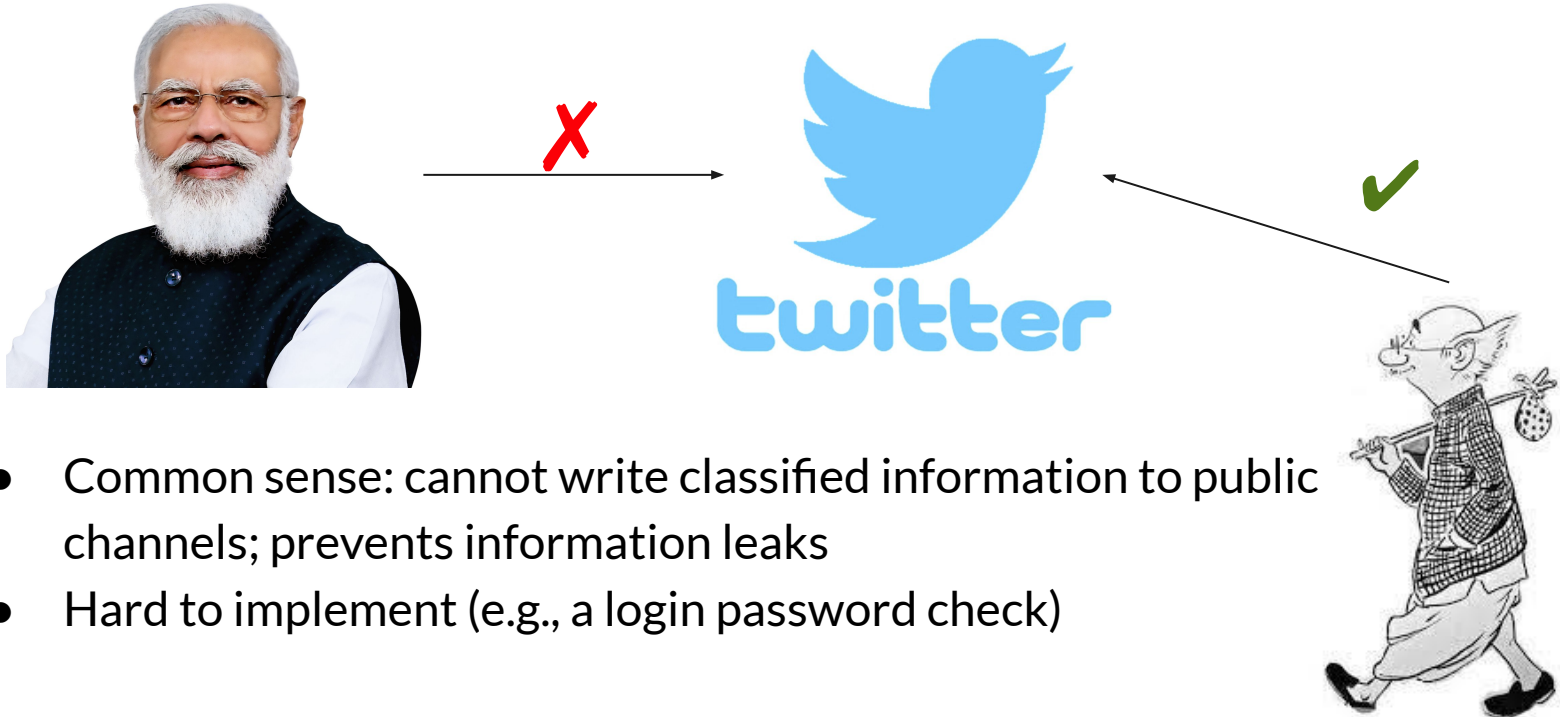 twitter
● Common sense: cannot write classified information to public
channels; prevents information leaks
● Hard to implement (e.g., a login password check)